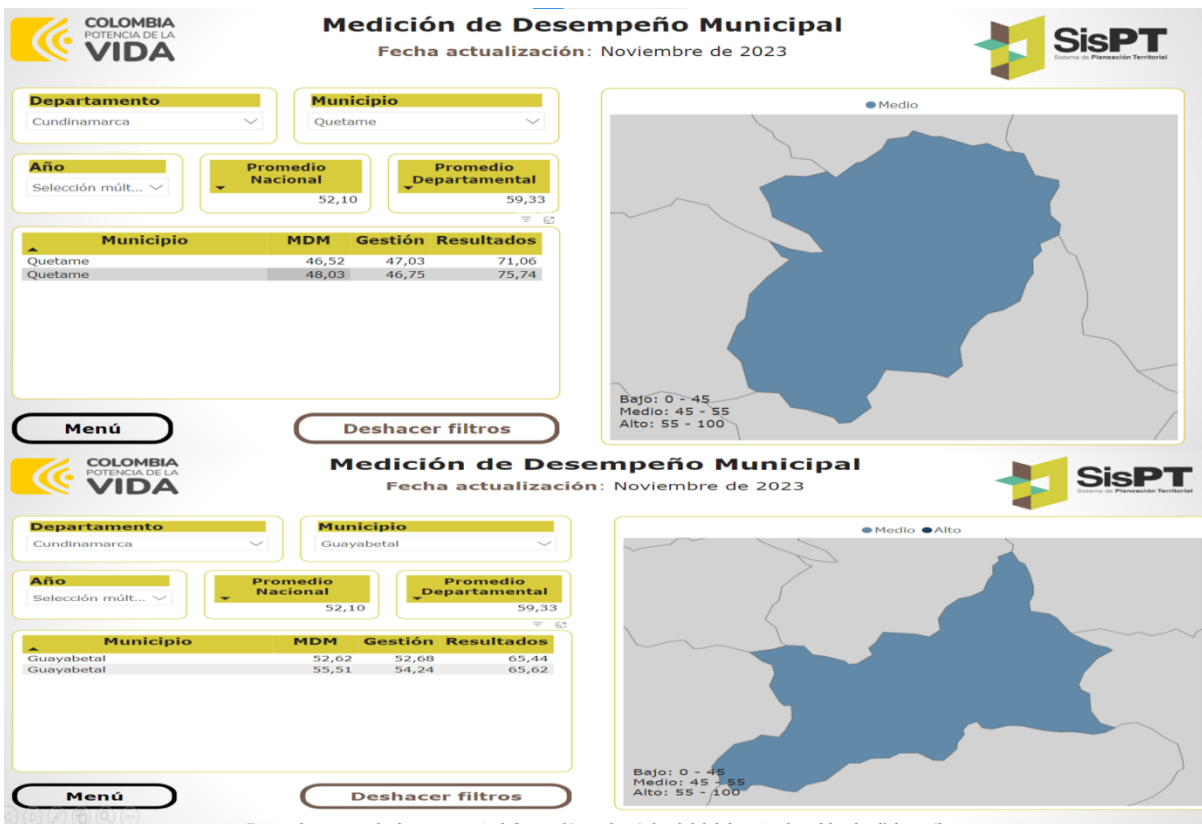 COLOMBIA
POTENCIA DE LA
VIDA
Medición de Desempeño Municipal
Fecha actualización: Noviembre de 2023
SisPT
Sistema de Planeación Territorial
Departamento
Cundinamarca
Municipio
Quetame
Año
Selección múlt...
Promedio Nacional
52,10
Promedio Departamental
59,33
Municipio MDM Gestión Resultados
Quetame 46,52 47,03 71,06
Quetame 48,03 46,75 75,74
Medio
Bajo: 0 - 45
Medio: 45 - 55
Alto: 55 - 100
Menú
Deshacer filtros
COLOMBIA
POTENCIA DE LA
VIDA
Medición de Desempeño Municipal
Fecha actualización: Noviembre de 2023
SisPT
Sistema de Planeación Territorial
Departamento
Cundinamarca
Municipio
Guayabetal
Año
Selección múlt...
Promedio Nacional
52,10
Promedio Departamental
59,33
Municipio MDM Gestión Resultados
Guayabetal 52,62 52,68 65,44
Guayabetal 55,51 54,24 65,62
Medio Alto
Bajo: 0 - 45
Medio: 45 - 55
Alto: 55 - 100
Menú
Deshacer filtros